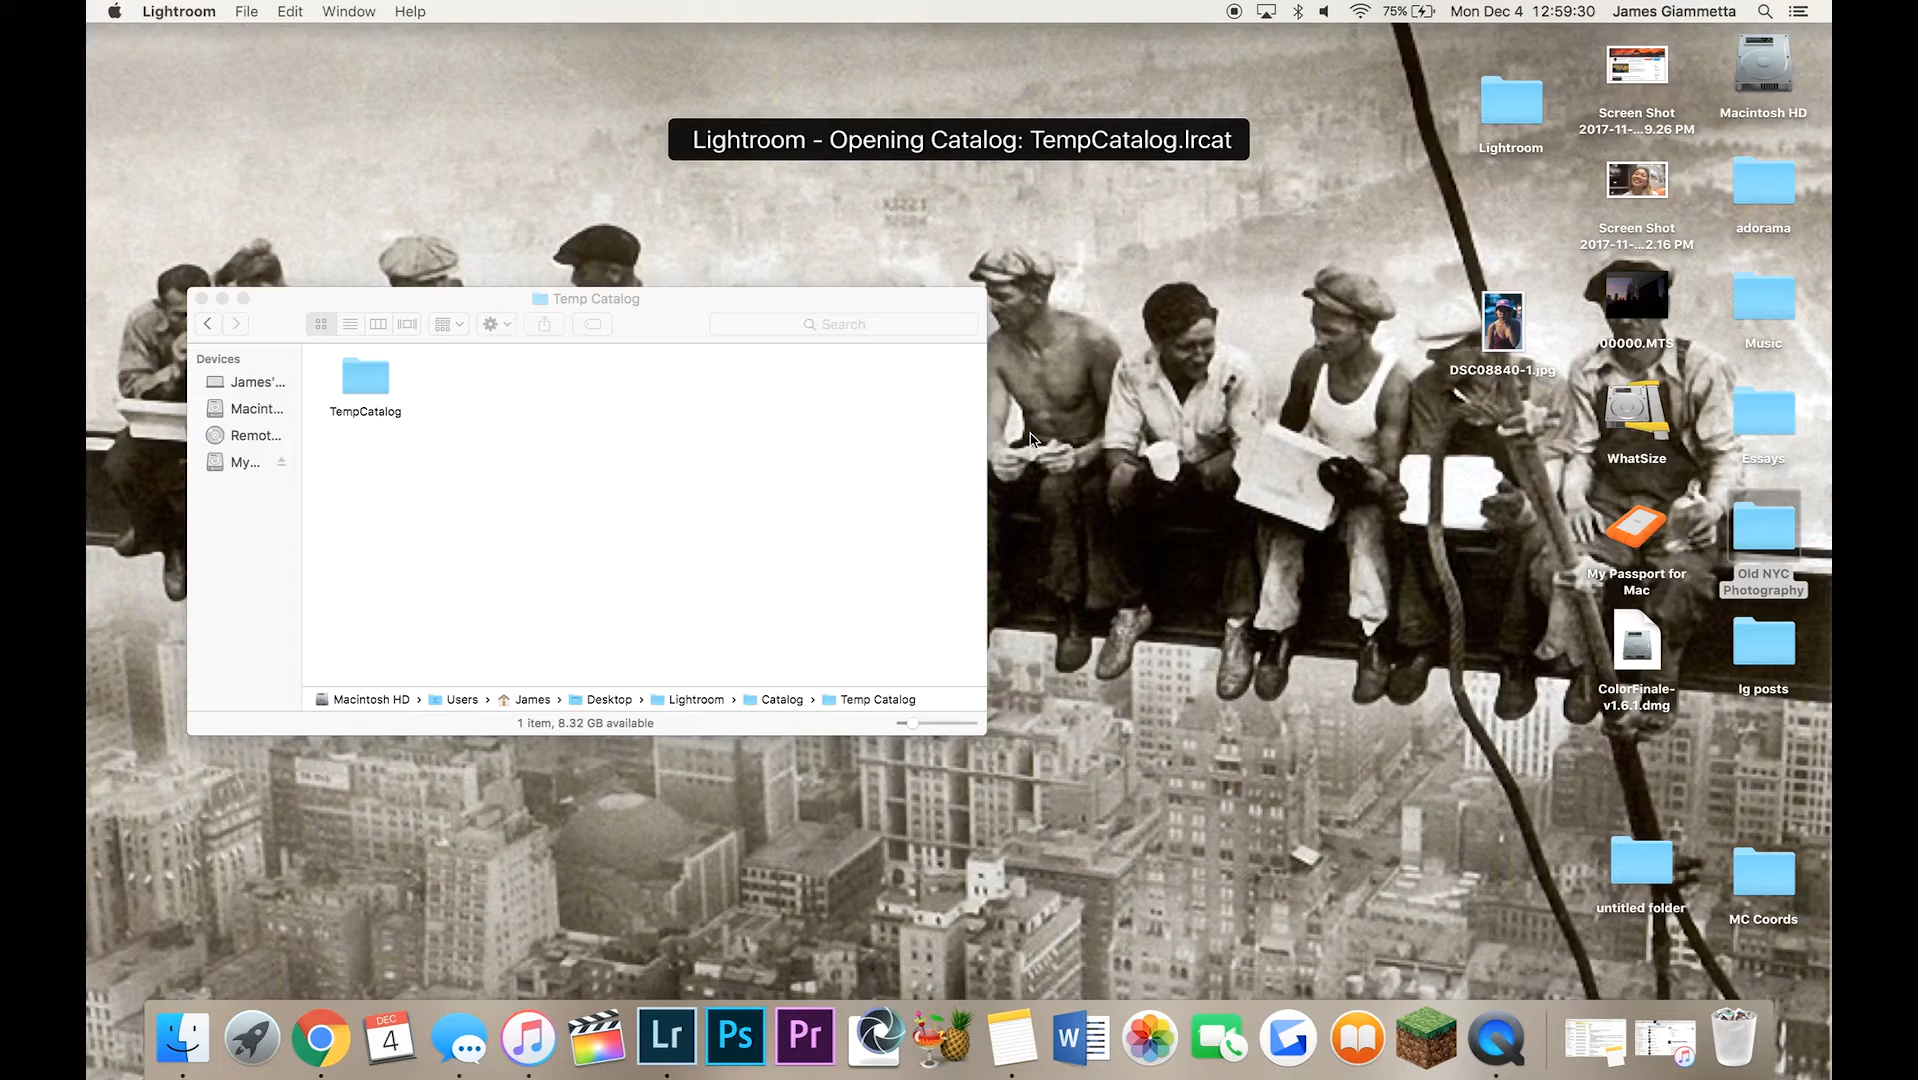 Lightroom File Edit Window Help
75% Mon Dec 4 12:59:30 James Giammetta
Lightroom - Opening Catalog: TempCatalog.lrcat
Lightroom
Screen Shot
2017-11-...9.26 PM
Macintosh HD
Screen Shot
2017-11-...2.16 PM
adorama
DSC08840-1.jpg
00000.MTS
Music
WhatSize
Essays
My Passport for
Mac
Old NYC
Photography
ColorFinale-
v1.6.1.dmg
Ig posts
untitled folder
MC Coords
Temp Catalog
Search
Devices
James'...
Macint...
Remot...
My...
TempCatalog
Macintosh HD › Users › James › Desktop › Lightroom › Catalog › Temp Catalog
1 item, 8.32 GB available
DEC
4
Lr
Ps
Pr
W